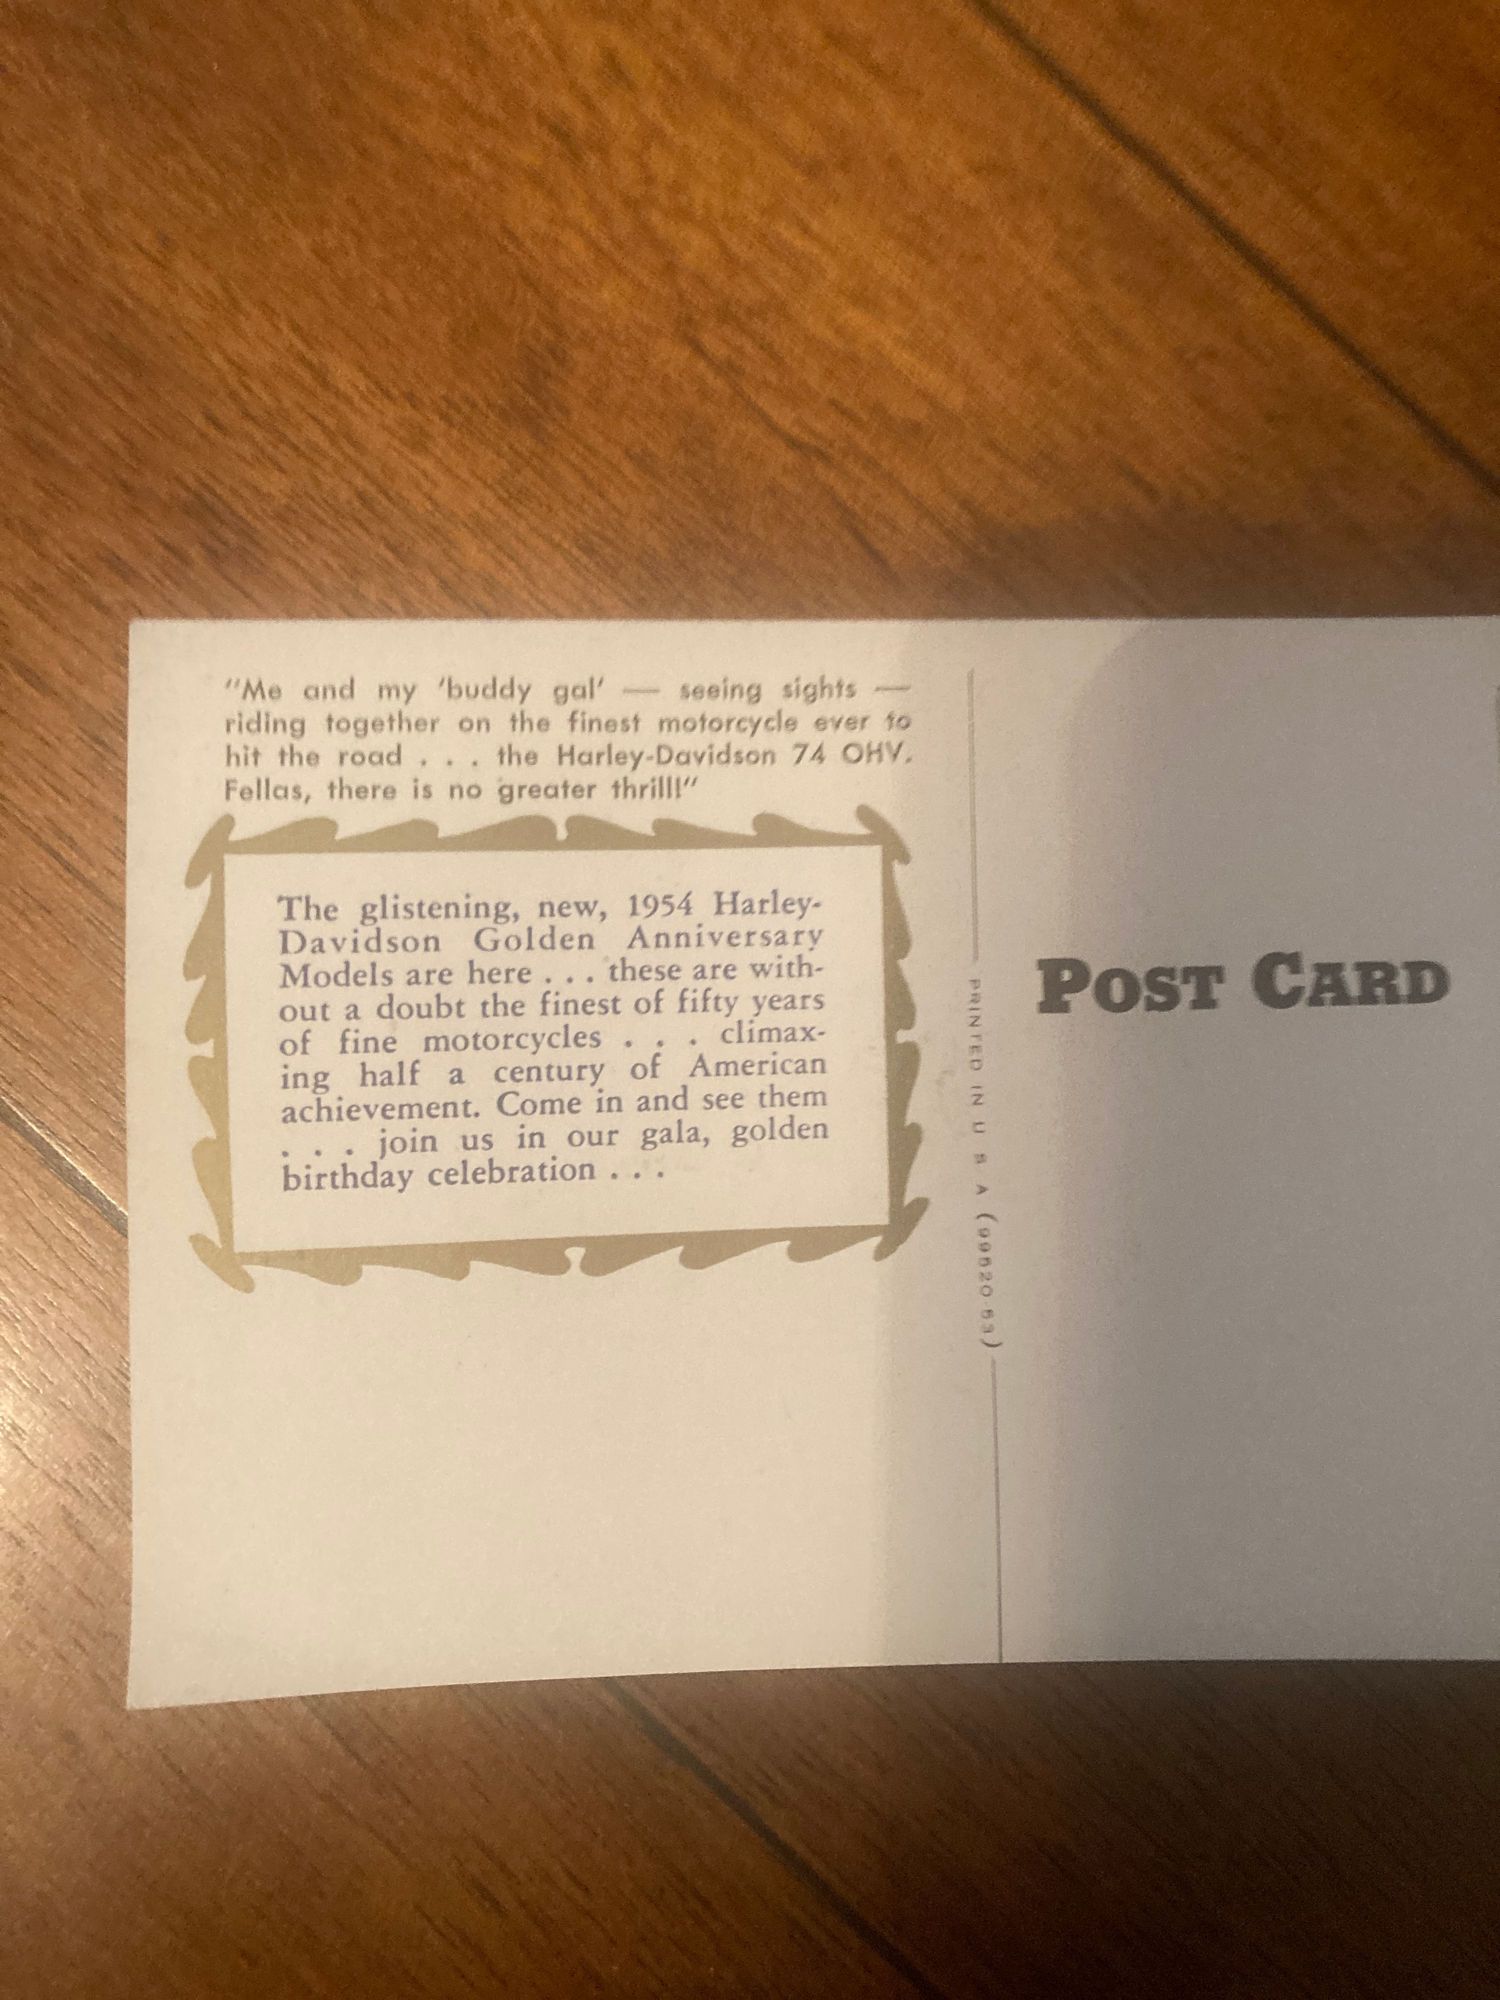 "Me and my 'buddy gal' — seeing sights —
riding together on the finest motorcycle ever to
hit the road . . . the Harley-Davidson 74 OHV.
Fellas, there is no greater thrill!"
The glistening, new, 1954 Harley-
Davidson Golden Anniversary
Models are here . . . these are with-
out a doubt the finest of fifty years
of fine motorcycles . . . climax-
ing half a century of American
achievement. Come in and see them
. . . join us in our gala, golden
birthday celebration . . .
PRINTED IN U S A (99620-53)
POST CARD